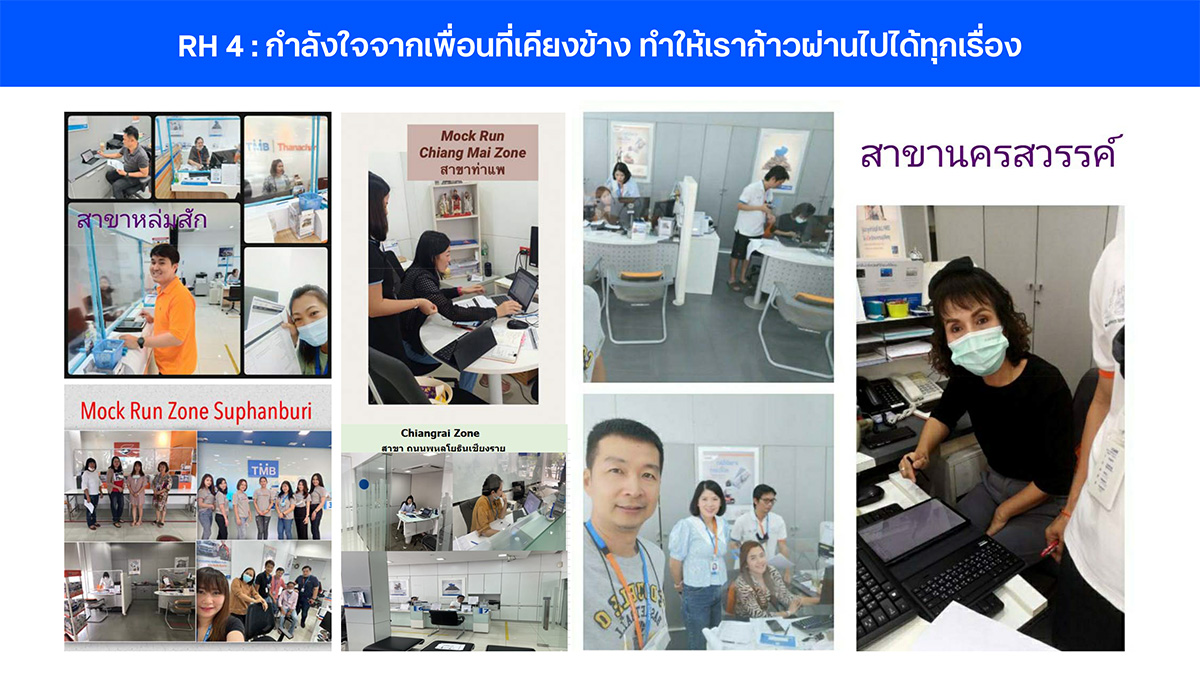 RH 4 : กำลังใจจากเพื่อนที่เคียงข้าง ทำให้เราก้าวผ่านไปได้ทุกเรื่อง
TMB
Thanachart
สาขาหล่มสัก
Mock Run Zone Suphanburi
TMB
Mock Run
Chiang Mai Zone
สาขาท่าแพ
Chiangrai Zone
สาขา ถนนพหลโยธินเชียงราย
สาขานครสวรรค์